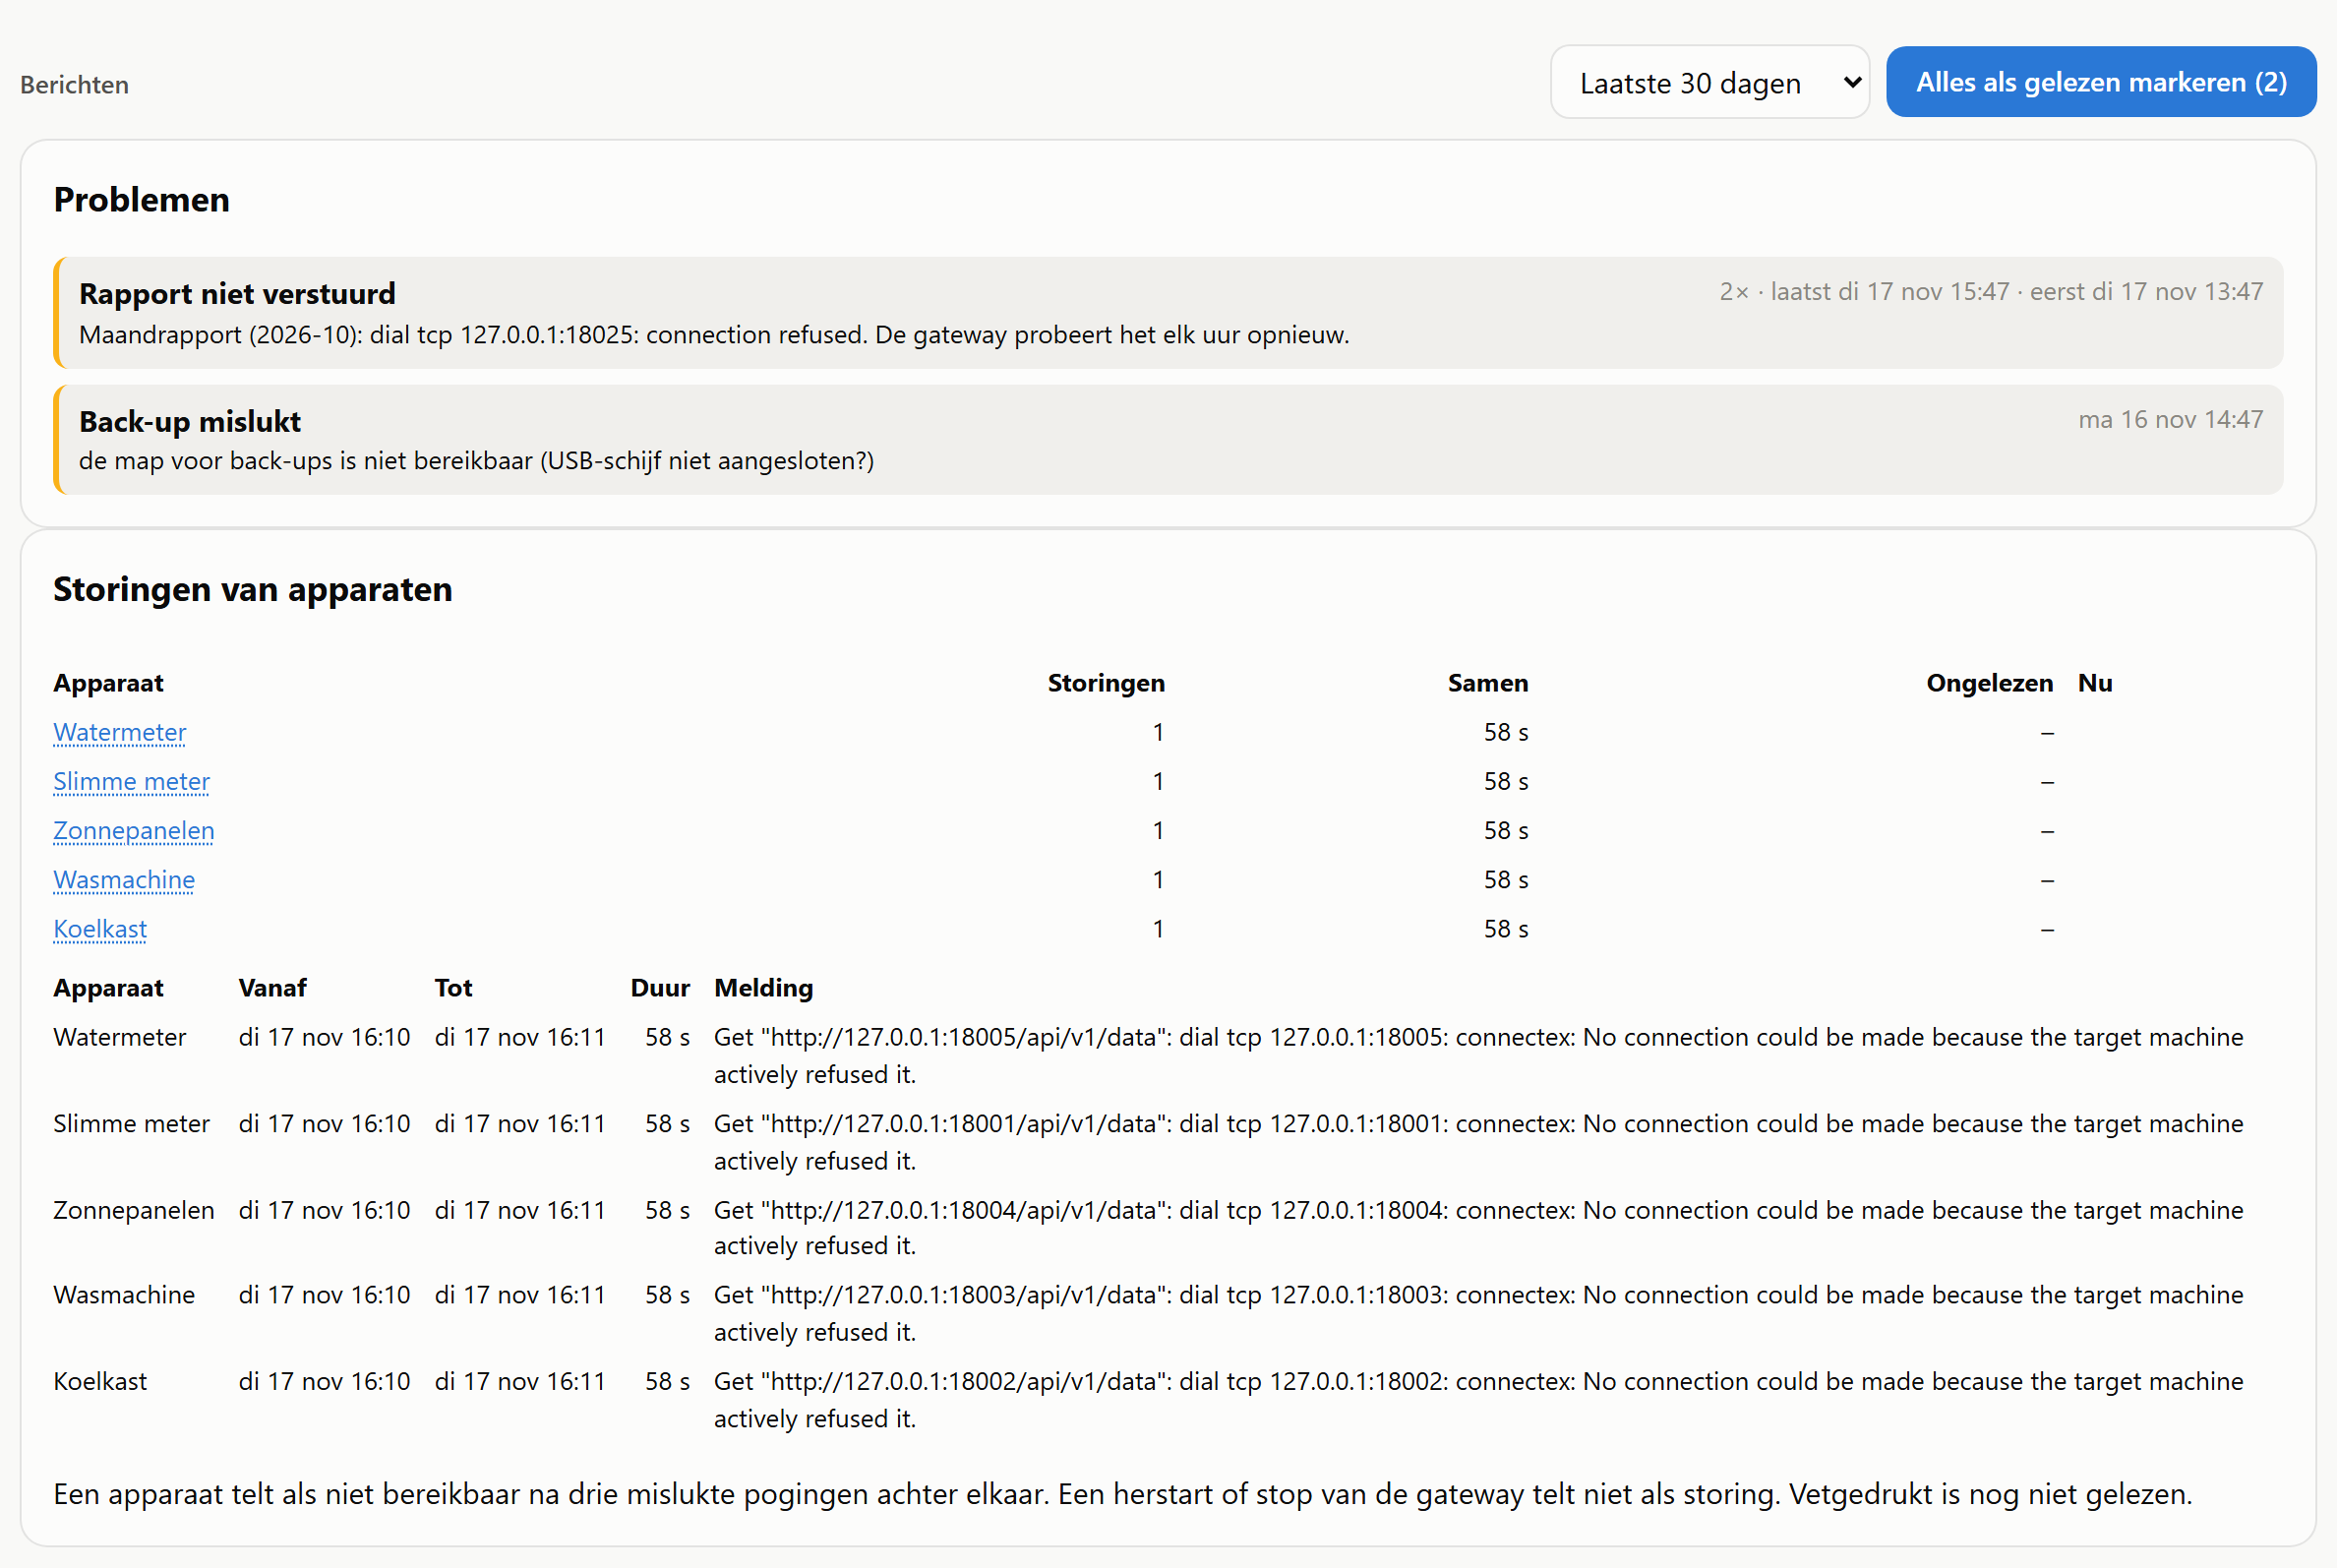 Berichten
Laatste 30 dagen
Alles als gelezen markeren (2)
Problemen
Rapport niet verstuurd
2× · laatst di 17 nov 15:47 · eerst di 17 nov 13:47
Maandrapport (2026-10): dial tcp 127.0.0.1:18025: connection refused. De gateway probeert het elk uur opnieuw.
Back-up mislukt
ma 16 nov 14:47
de map voor back-ups is niet bereikbaar (USB-schijf niet aangesloten?)
Storingen van apparaten
Apparaat Storingen Samen Ongelezen Nu
Watermeter 1 58 s –
Slimme meter 1 58 s –
Zonnepanelen 1 58 s –
Wasmachine 1 58 s –
Koelkast 1 58 s –
Apparaat Vanaf Tot Duur Melding
Watermeter di 17 nov 16:10 di 17 nov 16:11 58 s Get "http://127.0.0.1:18005/api/v1/data": dial tcp 127.0.0.1:18005: connectex: No connection could be made because the target machine
actively refused it.
Slimme meter di 17 nov 16:10 di 17 nov 16:11 58 s Get "http://127.0.0.1:18001/api/v1/data": dial tcp 127.0.0.1:18001: connectex: No connection could be made because the target machine
actively refused it.
Zonnepanelen di 17 nov 16:10 di 17 nov 16:11 58 s Get "http://127.0.0.1:18004/api/v1/data": dial tcp 127.0.0.1:18004: connectex: No connection could be made because the target machine
actively refused it.
Wasmachine di 17 nov 16:10 di 17 nov 16:11 58 s Get "http://127.0.0.1:18003/api/v1/data": dial tcp 127.0.0.1:18003: connectex: No connection could be made because the target machine
actively refused it.
Koelkast di 17 nov 16:10 di 17 nov 16:11 58 s Get "http://127.0.0.1:18002/api/v1/data": dial tcp 127.0.0.1:18002: connectex: No connection could be made because the target machine
actively refused it.
Een apparaat telt als niet bereikbaar na drie mislukte pogingen achter elkaar. Een herstart of stop van de gateway telt niet als storing. Vetgedrukt is nog niet gelezen.